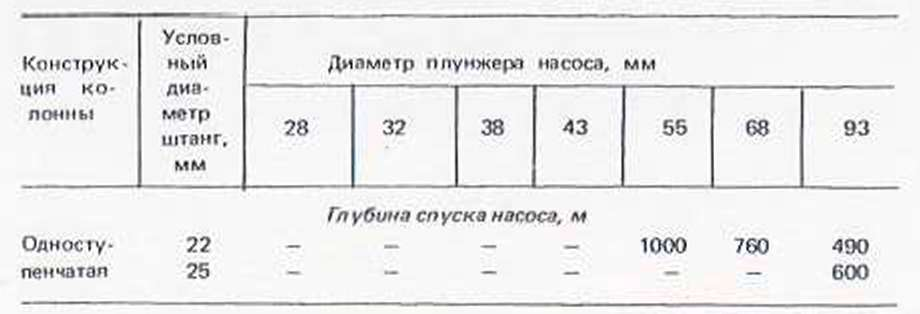 Конструк-
ция ко-
лонны
Услов-
ный
диа-
метр
штанг,
мм
Диаметр плунжера насоса, мм
28 32 38 43 55 68 93
Глубина спуска насоса, м
Односту- 22 — — — — 1000 760 490
пенчатая 25 — — — — — — 600